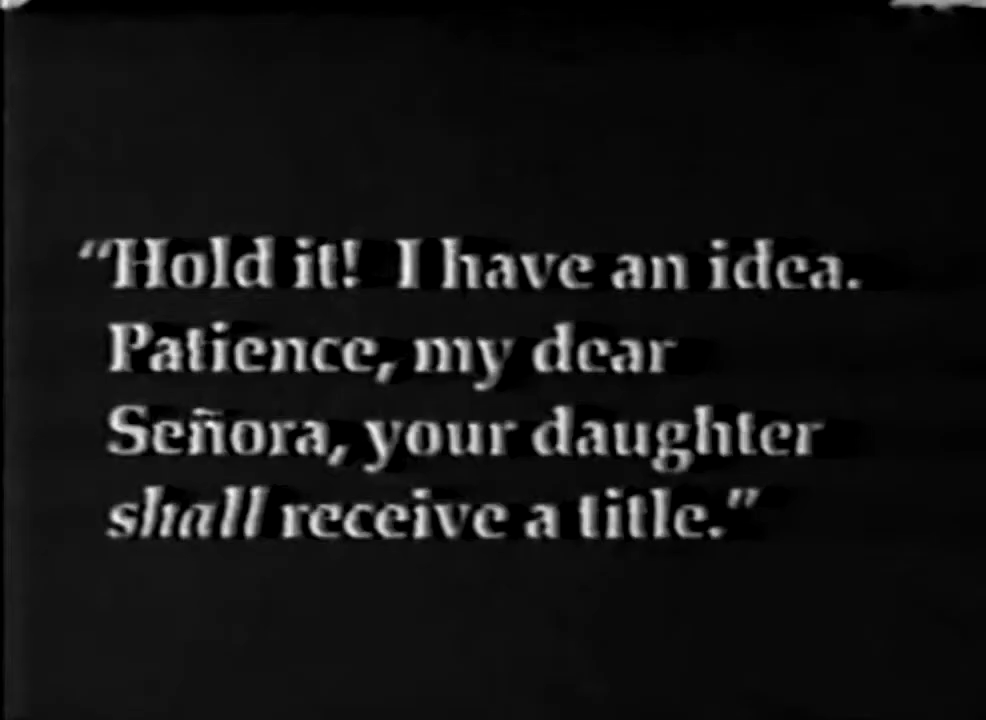 “Hold it! I have an idea.
Patience, my dear
Señora, your daughter
shall receive a title.”